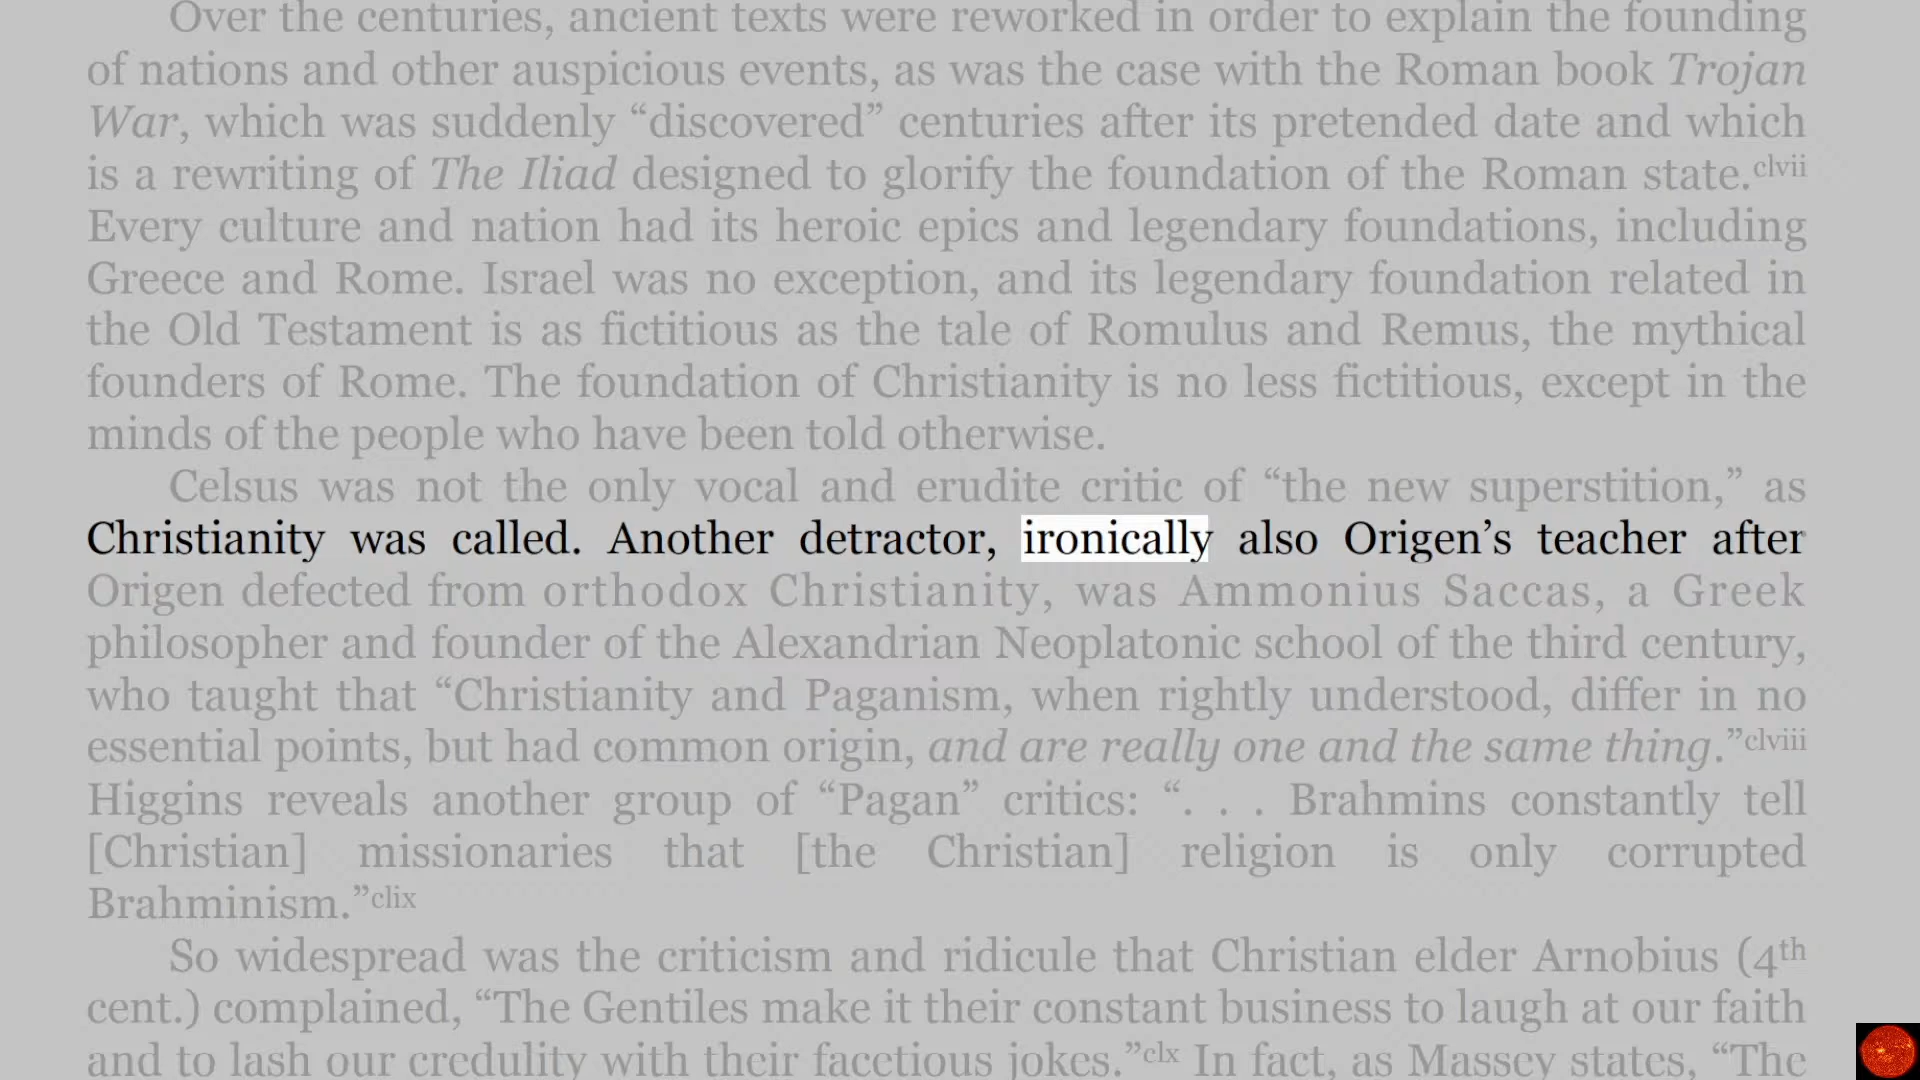 Over the centuries, ancient texts were reworked in order to explain the founding
of nations and other auspicious events, as was the case with the Roman book Trojan
War, which was suddenly “discovered” centuries after its pretended date and which
is a rewriting of The Iliad designed to glorify the foundation of the Roman state.clvii
Every culture and nation had its heroic epics and legendary foundations, including
Greece and Rome. Israel was no exception, and its legendary foundation related in
the Old Testament is as fictitious as the tale of Romulus and Remus, the mythical
founders of Rome. The foundation of Christianity is no less fictitious, except in the
minds of the people who have been told otherwise.
Celsus was not the only vocal and erudite critic of “the new superstition,” as
Christianity was called. Another detractor, ironically also Origen’s teacher after
Origen defected from orthodox Christianity, was Ammonius Saccas, a Greek
philosopher and founder of the Alexandrian Neoplatonic school of the third century,
who taught that “Christianity and Paganism, when rightly understood, differ in no
essential points, but had common origin, and are really one and the same thing.”clviii
Higgins reveals another group of “Pagan” critics: “. . . Brahmins constantly tell
[Christian] missionaries that [the Christian] religion is only corrupted
Brahminism.”clix
So widespread was the criticism and ridicule that Christian elder Arnobius (4th
cent.) complained, “The Gentiles make it their constant business to laugh at our faith
and to lash our credulity with their facetious jokes.”clx In fact, as Massey states, “The